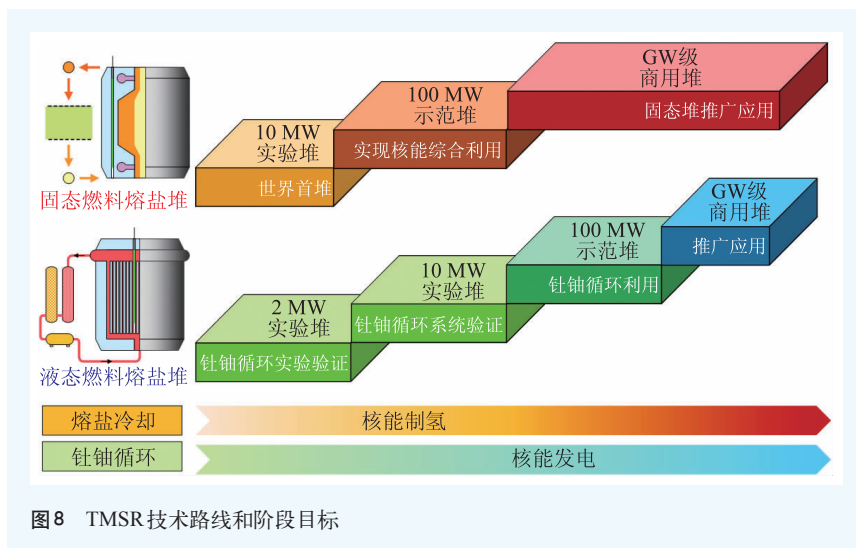 GW级
商用堆
固态堆推广应用
100 MW
示范堆
实现核能综合利用
10 MW
实验堆
世界首堆
固态燃料熔盐堆
GW级
商用堆
推广应用
100 MW
示范堆
钍铀循环利用
10 MW
实验堆
钍铀循环系统验证
2 MW
实验堆
钍铀循环实验验证
液态燃料熔盐堆
熔盐冷却
核能制氢
钍铀循环
核能发电
图8 TMSR技术路线和阶段目标